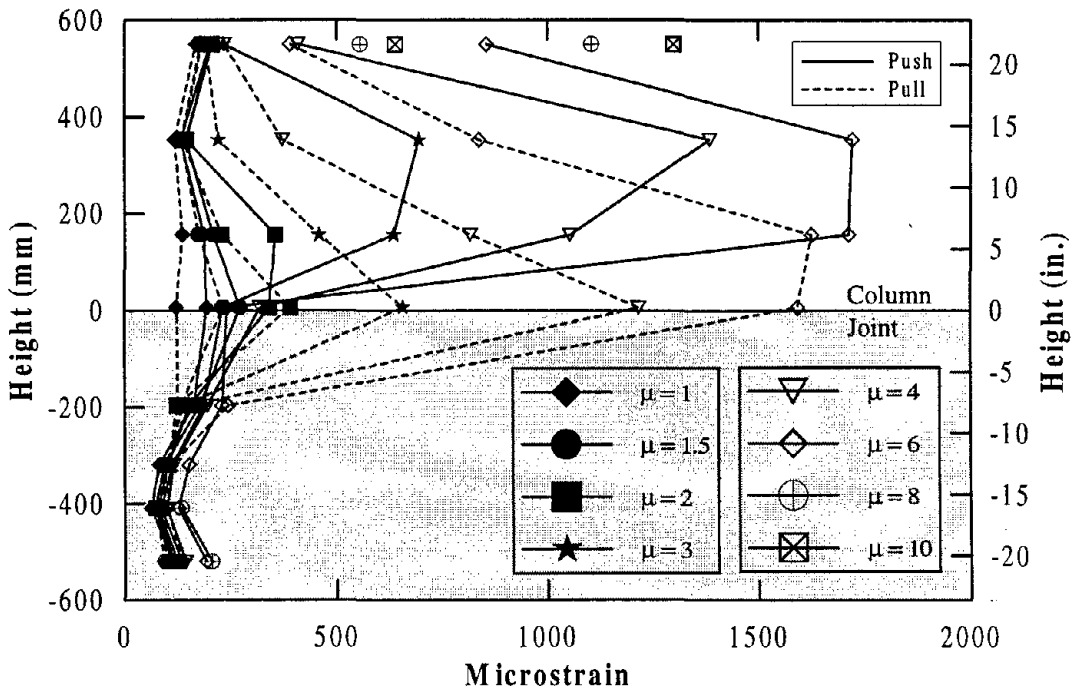 600
400
200
0
-200
-400
-600
Height (mm)
20
15
10
5
0
-5
-10
-15
-20
Height (in.)
Push
Pull
Column
Joint
μ = 1
μ = 1.5
μ = 2
μ = 3
μ = 4
μ = 6
μ = 8
μ = 10
0
500
1000
1500
2000
Microstrain